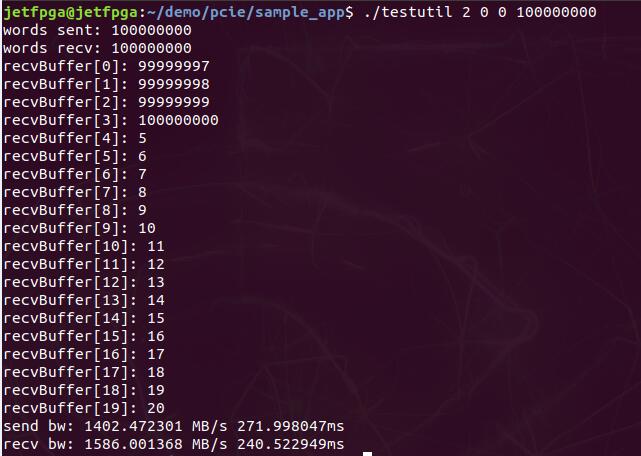 jetfpga@jetfpga:~/demo/pcie/sample_app$ ./testutil 2 0 0 100000000
words sent: 100000000
words recv: 100000000
recvBuffer[0]: 99999997
recvBuffer[1]: 99999998
recvBuffer[2]: 99999999
recvBuffer[3]: 100000000
recvBuffer[4]: 5
recvBuffer[5]: 6
recvBuffer[6]: 7
recvBuffer[7]: 8
recvBuffer[8]: 9
recvBuffer[9]: 10
recvBuffer[10]: 11
recvBuffer[11]: 12
recvBuffer[12]: 13
recvBuffer[13]: 14
recvBuffer[14]: 15
recvBuffer[15]: 16
recvBuffer[16]: 17
recvBuffer[17]: 18
recvBuffer[18]: 19
recvBuffer[19]: 20
send bw: 1402.472301 MB/s 271.998047ms
recv bw: 1586.001368 MB/s 240.522949ms